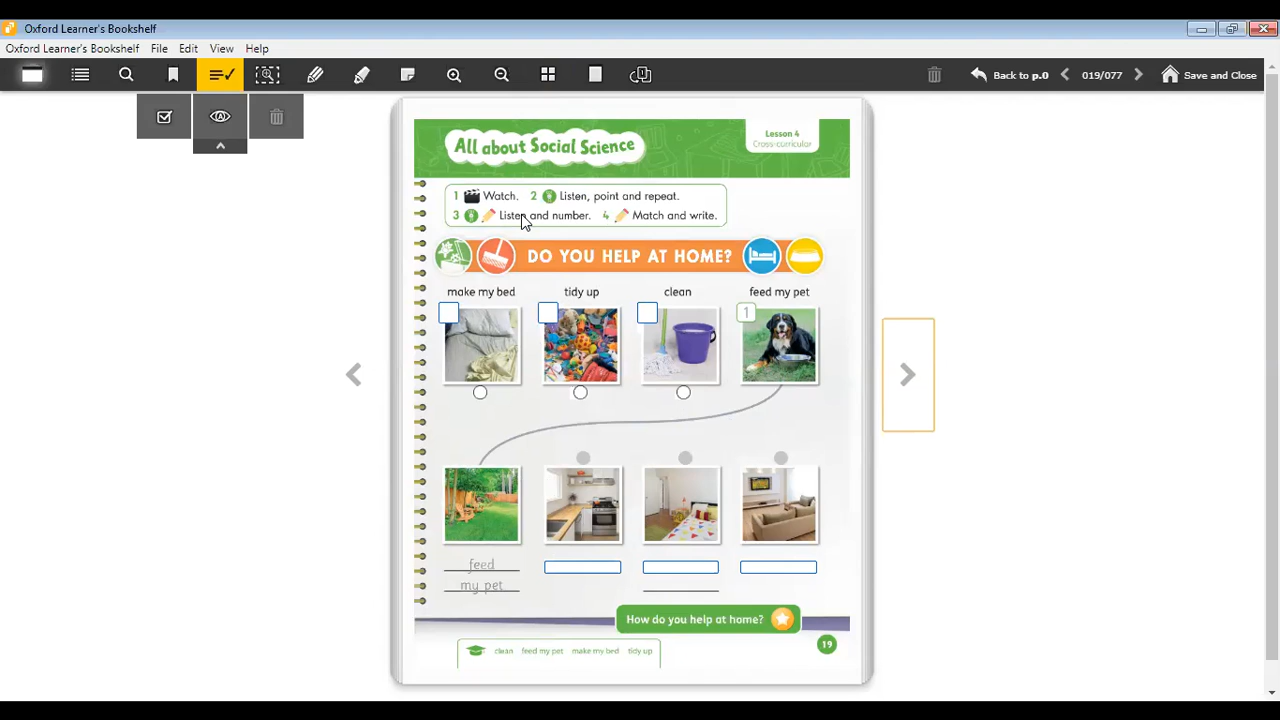 Oxford Learner's Bookshelf
Oxford Learner's Bookshelf File Edit View Help
Back to p.0 019/077 Save and Close
All about Social Science
Lesson 4
Cross-curricular
1 Watch. 2 Listen, point and repeat.
3 Listen and number. 4 Match and write.
DO YOU HELP AT HOME?
make my bed tidy up clean feed my pet
1
feed
my pet
How do you help at home?
19
clean feed my pet make my bed tidy up